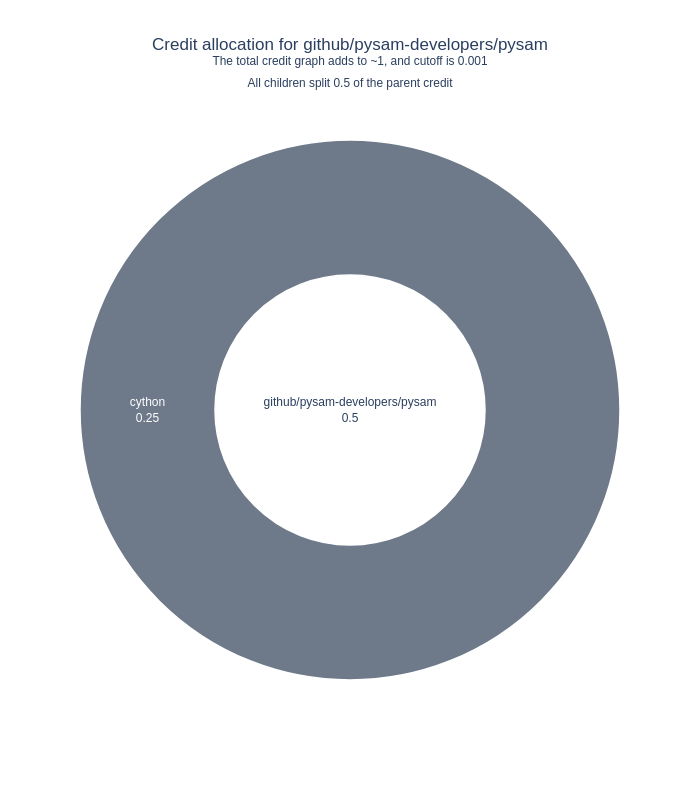 Credit allocation for github/pysam-developers/pysam
The total credit graph adds to ~1, and cutoff is 0.001
All children split 0.5 of the parent credit
cython
0.25
github/pysam-developers/pysam
0.5